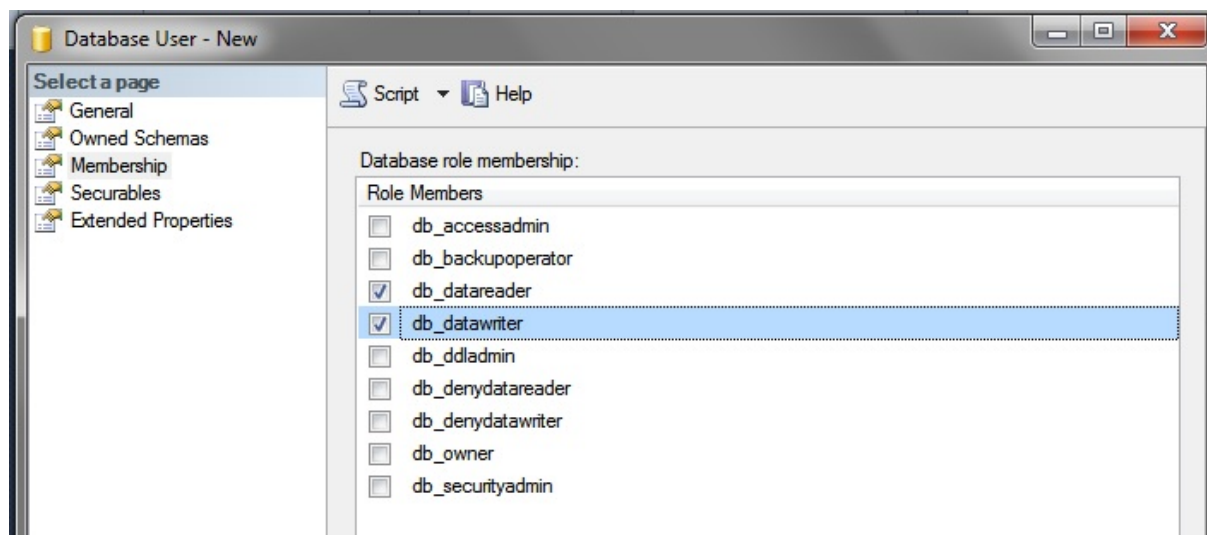 Database User - New
Select a page
General
Owned Schemas
Membership
Securables
Extended Properties
Script Help
Database role membership:
Role Members
db_accessadmin
db_backupoperator
db_datareader
db_datawriter
db_ddladmin
db_denydatareader
db_denydatawriter
db_owner
db_securityadmin